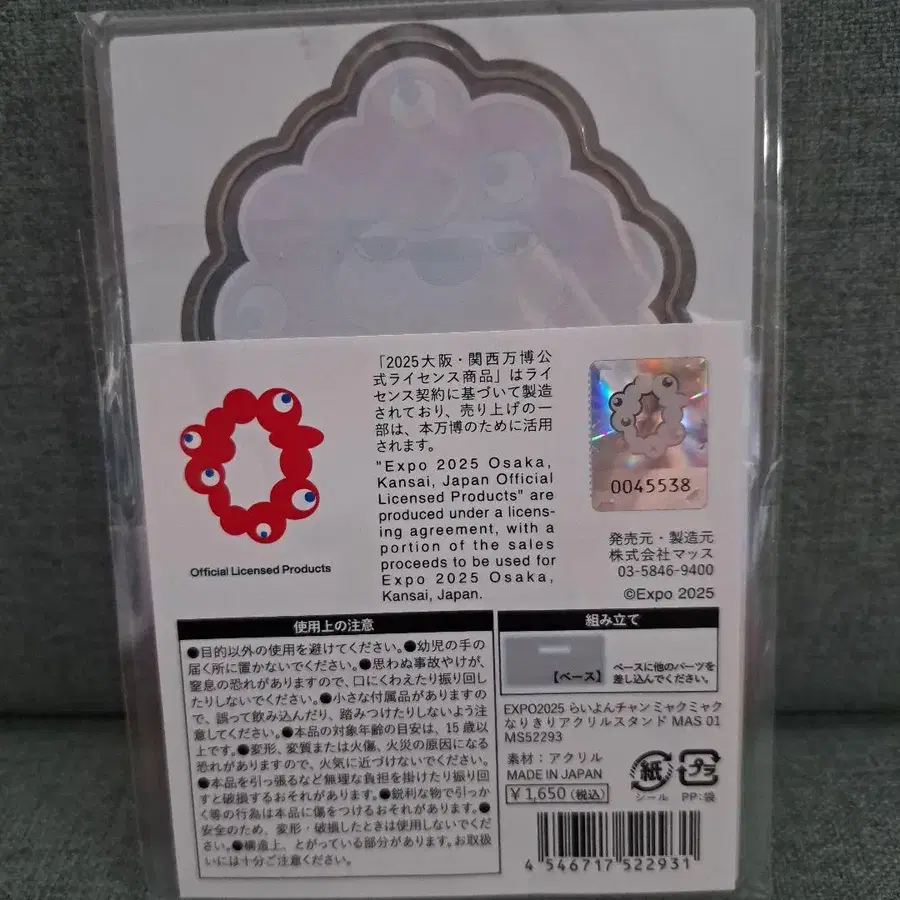 「2025大阪・関西万博公
式ライセンス商品」はライ
センス契約に基づいて製造
されており、売り上げの一
部は、本万博のために活用
されます。
"Expo 2025 Osaka,
Kansai, Japan Official
Licensed Products" are
produced under a licens-
ing agreement, with a
portion of the sales
proceeds to be used for
Expo 2025 Osaka,
Kansai, Japan.
Official Licensed Products
0045538
発売元・製造元
株式会社マッス
03-5846-9400
©Expo 2025
使用上の注意
●目的以外の使用を避けてください。●幼児の手の
届く所に置かないでください。●思わぬ事故やけが、
窒息の恐れがありますので、口にくわえたり振り回し
たりしないでください。●小さな付属品がありますの
で、誤って飲み込んだり、踏みつけたりしないよう注
意してください。●本品の対象年齢の目安は、15歳以
上です。●変形、変質または火傷、火災の原因になる
恐れがありますので、火気に近づけないでください。
●本品を引っ張るなど無理な負担を掛けたり振り回
すと破損するおそれがあります。●鋭利な物で引っか
く等の行為は本品に傷をつけるおそれがあります。●
安全のため、変形・破損したときは使用しないでくだ
さい。●構造上、とがっている部分があります。お取扱
いには十分ご注意ください。
組み立て
【ベース】
ベースに他のパーツを
差し込んでください。
EXPO2025 らいよんチャンミャクミャク
なりきりアクリルスタンド MAS 01
MS52293
素材：アクリル
MADE IN JAPAN
¥1,650（税込）
紙
シール
プラ
PP:袋
4 546717 522931